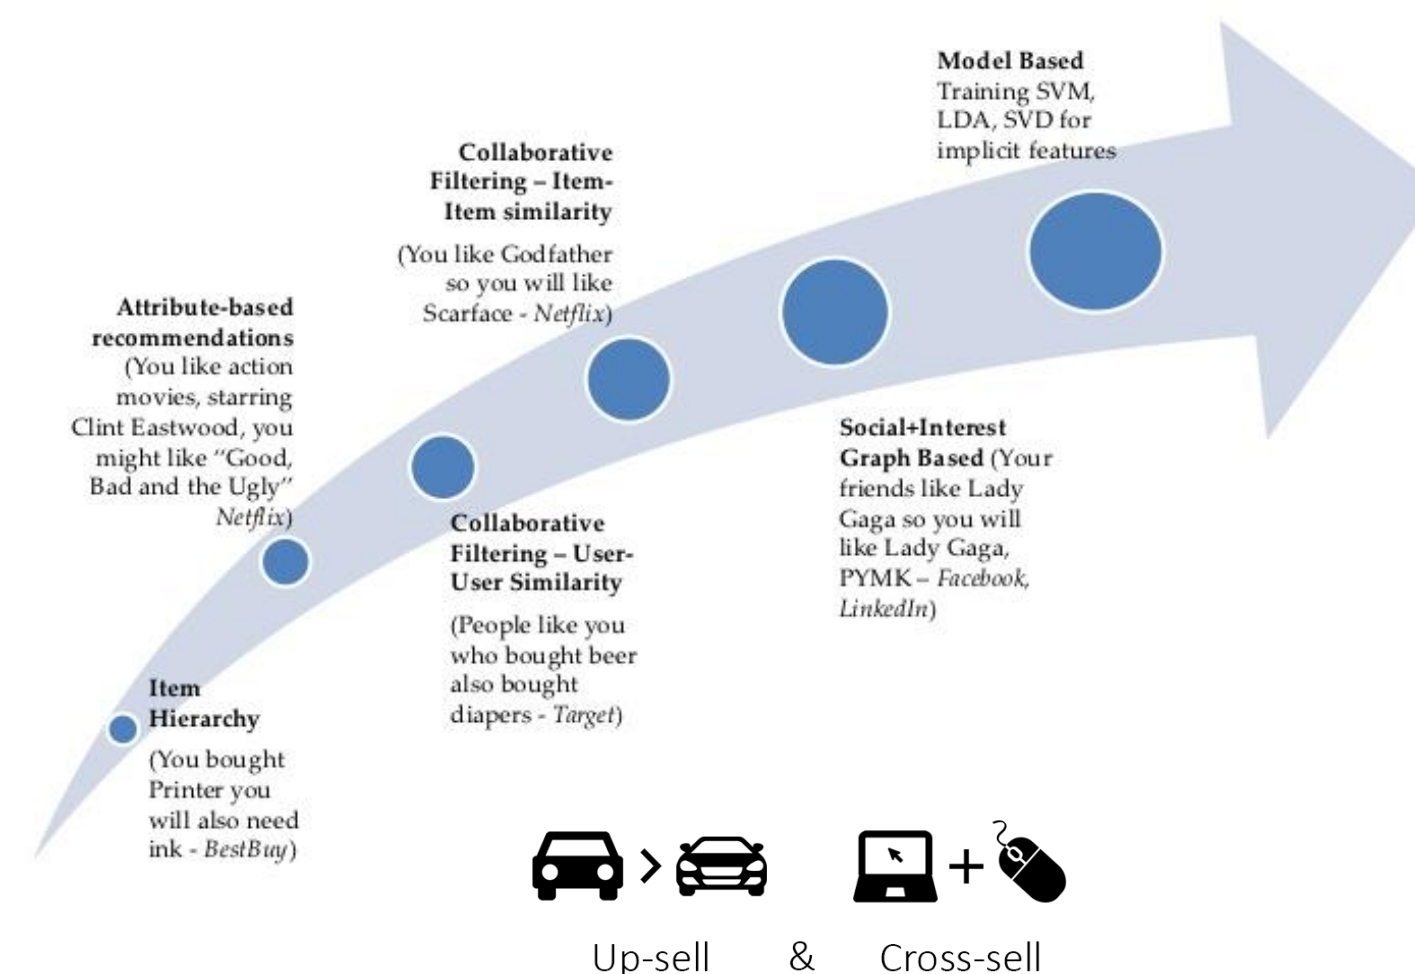 Model Based
Training SVM,
LDA, SVD for
implicit features
Collaborative
Filtering – Item-
Item similarity
(You like Godfather
so you will like
Scarface - Netflix)
Attribute-based
recommendations
(You like action
movies, starring
Clint Eastwood, you
might like “Good,
Bad and the Ugly”
Netflix)
Social+Interest
Graph Based (Your
friends like Lady
Gaga so you will
like Lady Gaga,
PYMK – Facebook,
LinkedIn)
Collaborative
Filtering – User-
User Similarity
(People like you
who bought beer
also bought
diapers - Target)
Item
Hierarchy
(You bought
Printer you
will also need
ink - BestBuy)
Up-sell & Cross-sell